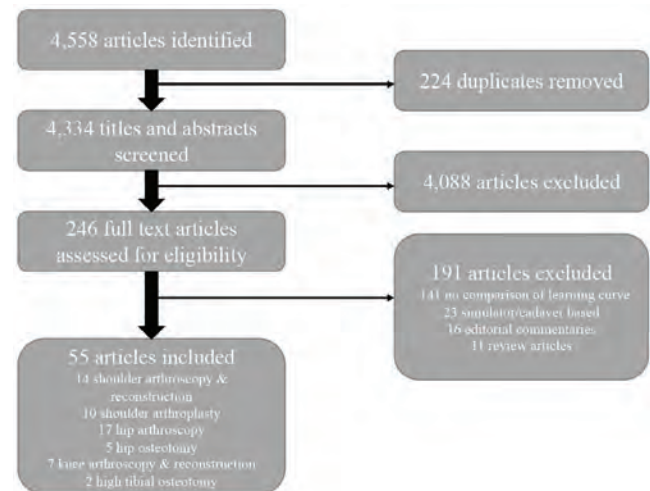 4,558 articles identified
224 duplicates removed
4,334 titles and abstracts
screened
4,088 articles excluded
246 full text articles
assessed for eligibility
191 articles excluded
141 no comparison of learning curve
23 simulator/cadaver based
16 editorial commentaries
11 review articles
55 articles included
14 shoulder arthroscopy &
reconstruction
10 shoulder arthroplasty
17 hip arthroscopy
5 hip osteotomy
7 knee arthroscopy & reconstruction
2 high tibial osteotomy